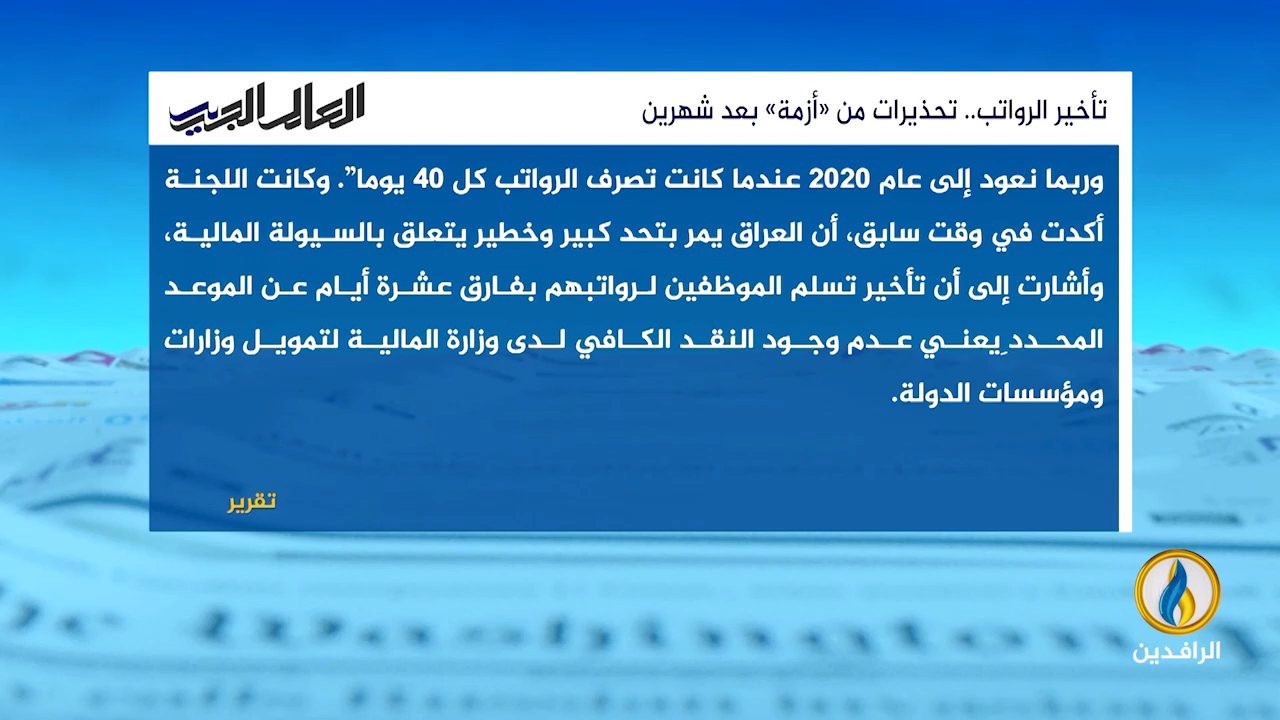 تأخير الرواتب.. تحذيرات من «أزمة» بعد شهرين
العالم الجديد
وربما نعود إلى عام 2020 عندما كانت تصرف الرواتب كل 40 يوما”. وكانت اللجنة
أكدت في وقت سابق، أن العراق يمر بتحد كبير وخطير يتعلق بالسيولة المالية،
وأشارت إلى أن تأخير تسلم الموظفين لرواتبهم بفارق عشرة أيام عن الموعد
المحدد ِيعني عدم وجود النقد الكافي لدى وزارة المالية لتمويل وزارات
ومؤسسات الدولة.
تقرير
الرافدين